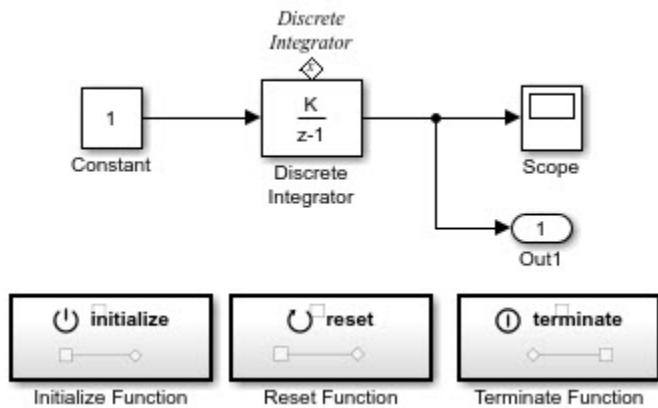 Discrete
Integrator
x
1
K
z-1
Constant
Discrete
Integrator
Scope
1
Out1
initialize
reset
terminate
Initialize Function
Reset Function
Terminate Function